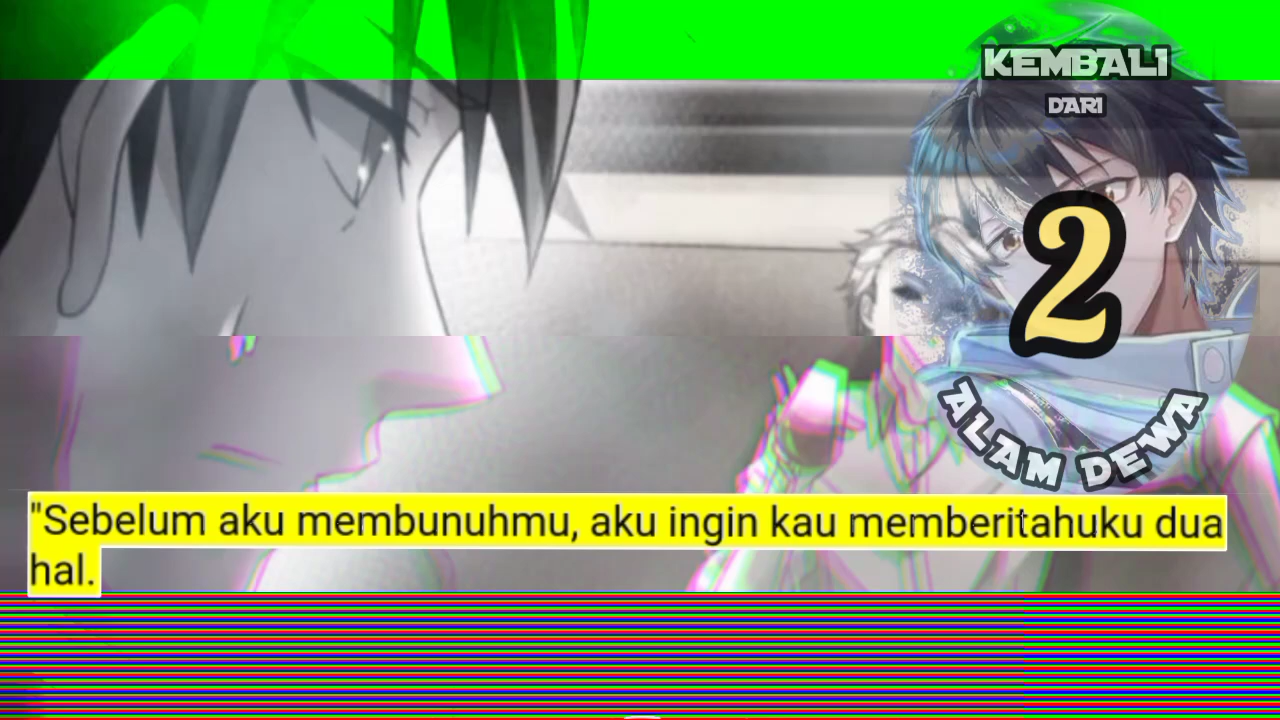 KEMBALI
DARI
2
ALAM DEWA
"Sebelum aku membunuhmu, aku ingin kau memberitahuku dua
hal.